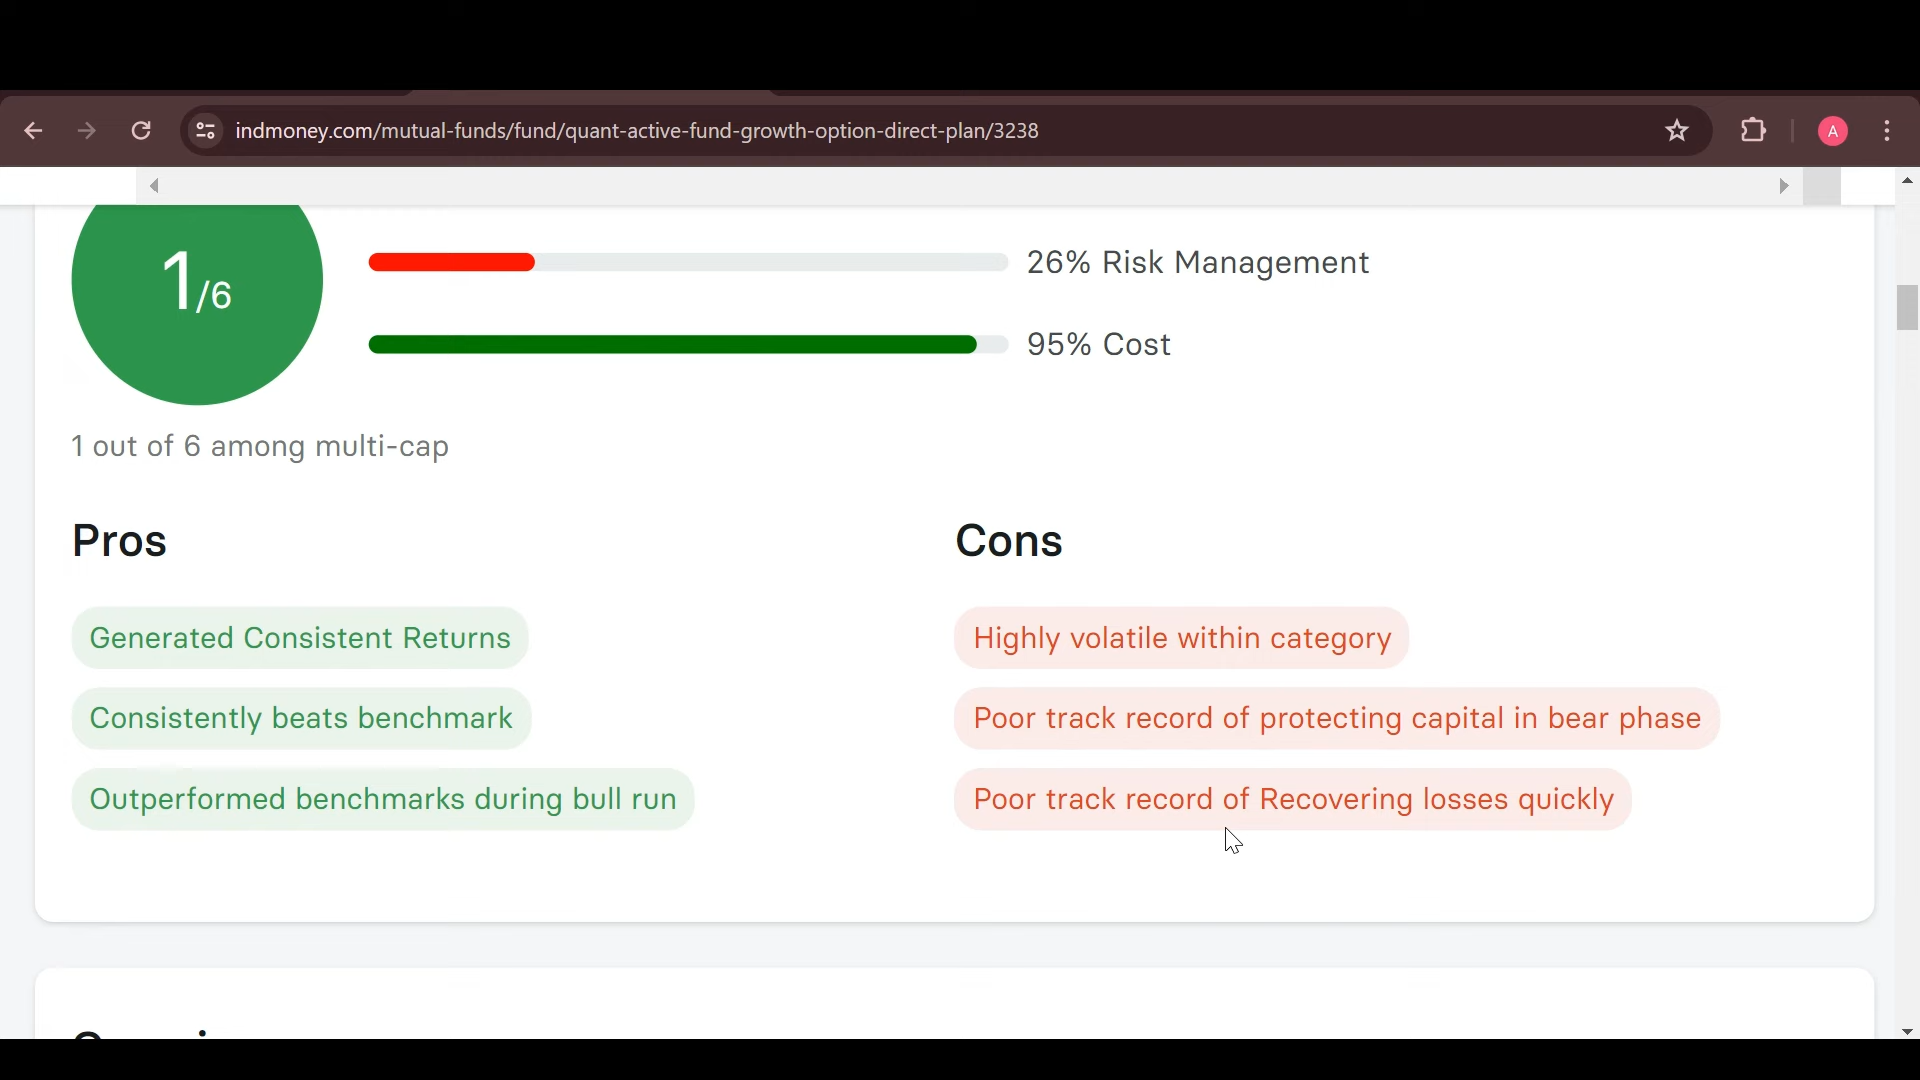 indmoney.com/mutual-funds/fund/quant-active-fund-growth-option-direct-plan/3238
A
1/6
26% Risk Management
95% Cost
1 out of 6 among multi-cap
Pros
Cons
Generated Consistent Returns
Highly volatile within category
Consistently beats benchmark
Poor track record of protecting capital in bear phase
Outperformed benchmarks during bull run
Poor track record of Recovering losses quickly